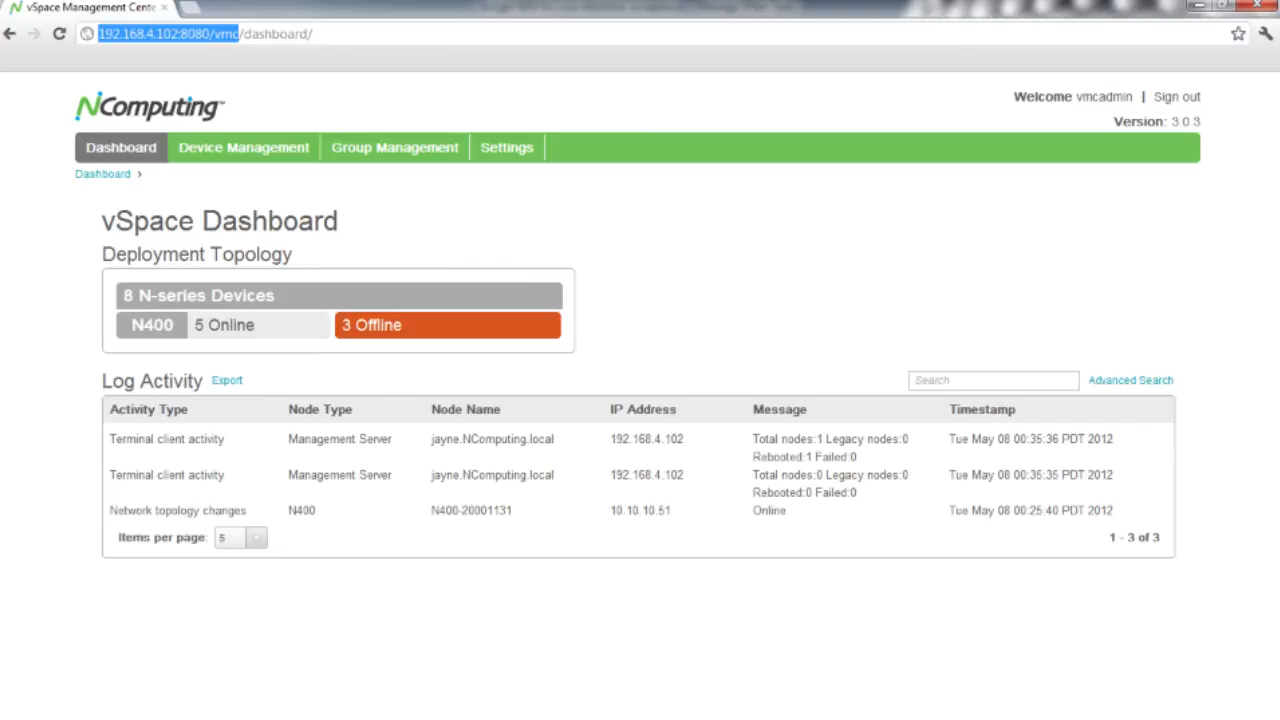 vSpace Management Cente
192.168.4.102:8080/vmc/dashboard/
NComputing™
Welcome vmcadmin | Sign out
Version: 3.0.3
Dashboard Device Management Group Management Settings
Dashboard ›
vSpace Dashboard
Deployment Topology
8 N-series Devices
N400 5 Online 3 Offline
Log Activity Export Search Advanced Search
Activity Type Node Type Node Name IP Address Message Timestamp
Terminal client activity Management Server jayne.NComputing.local 192.168.4.102 Total nodes:1 Legacy nodes:0 Tue May 08 00:35:36 PDT 2012
Rebooted:1 Failed:0
Terminal client activity Management Server jayne.NComputing.local 192.168.4.102 Total nodes:0 Legacy nodes:0 Tue May 08 00:35:35 PDT 2012
Rebooted:0 Failed:0
Network topology changes N400 N400-20001131 10.10.10.51 Online Tue May 08 00:25:40 PDT 2012
Items per page: 5 1 - 3 of 3